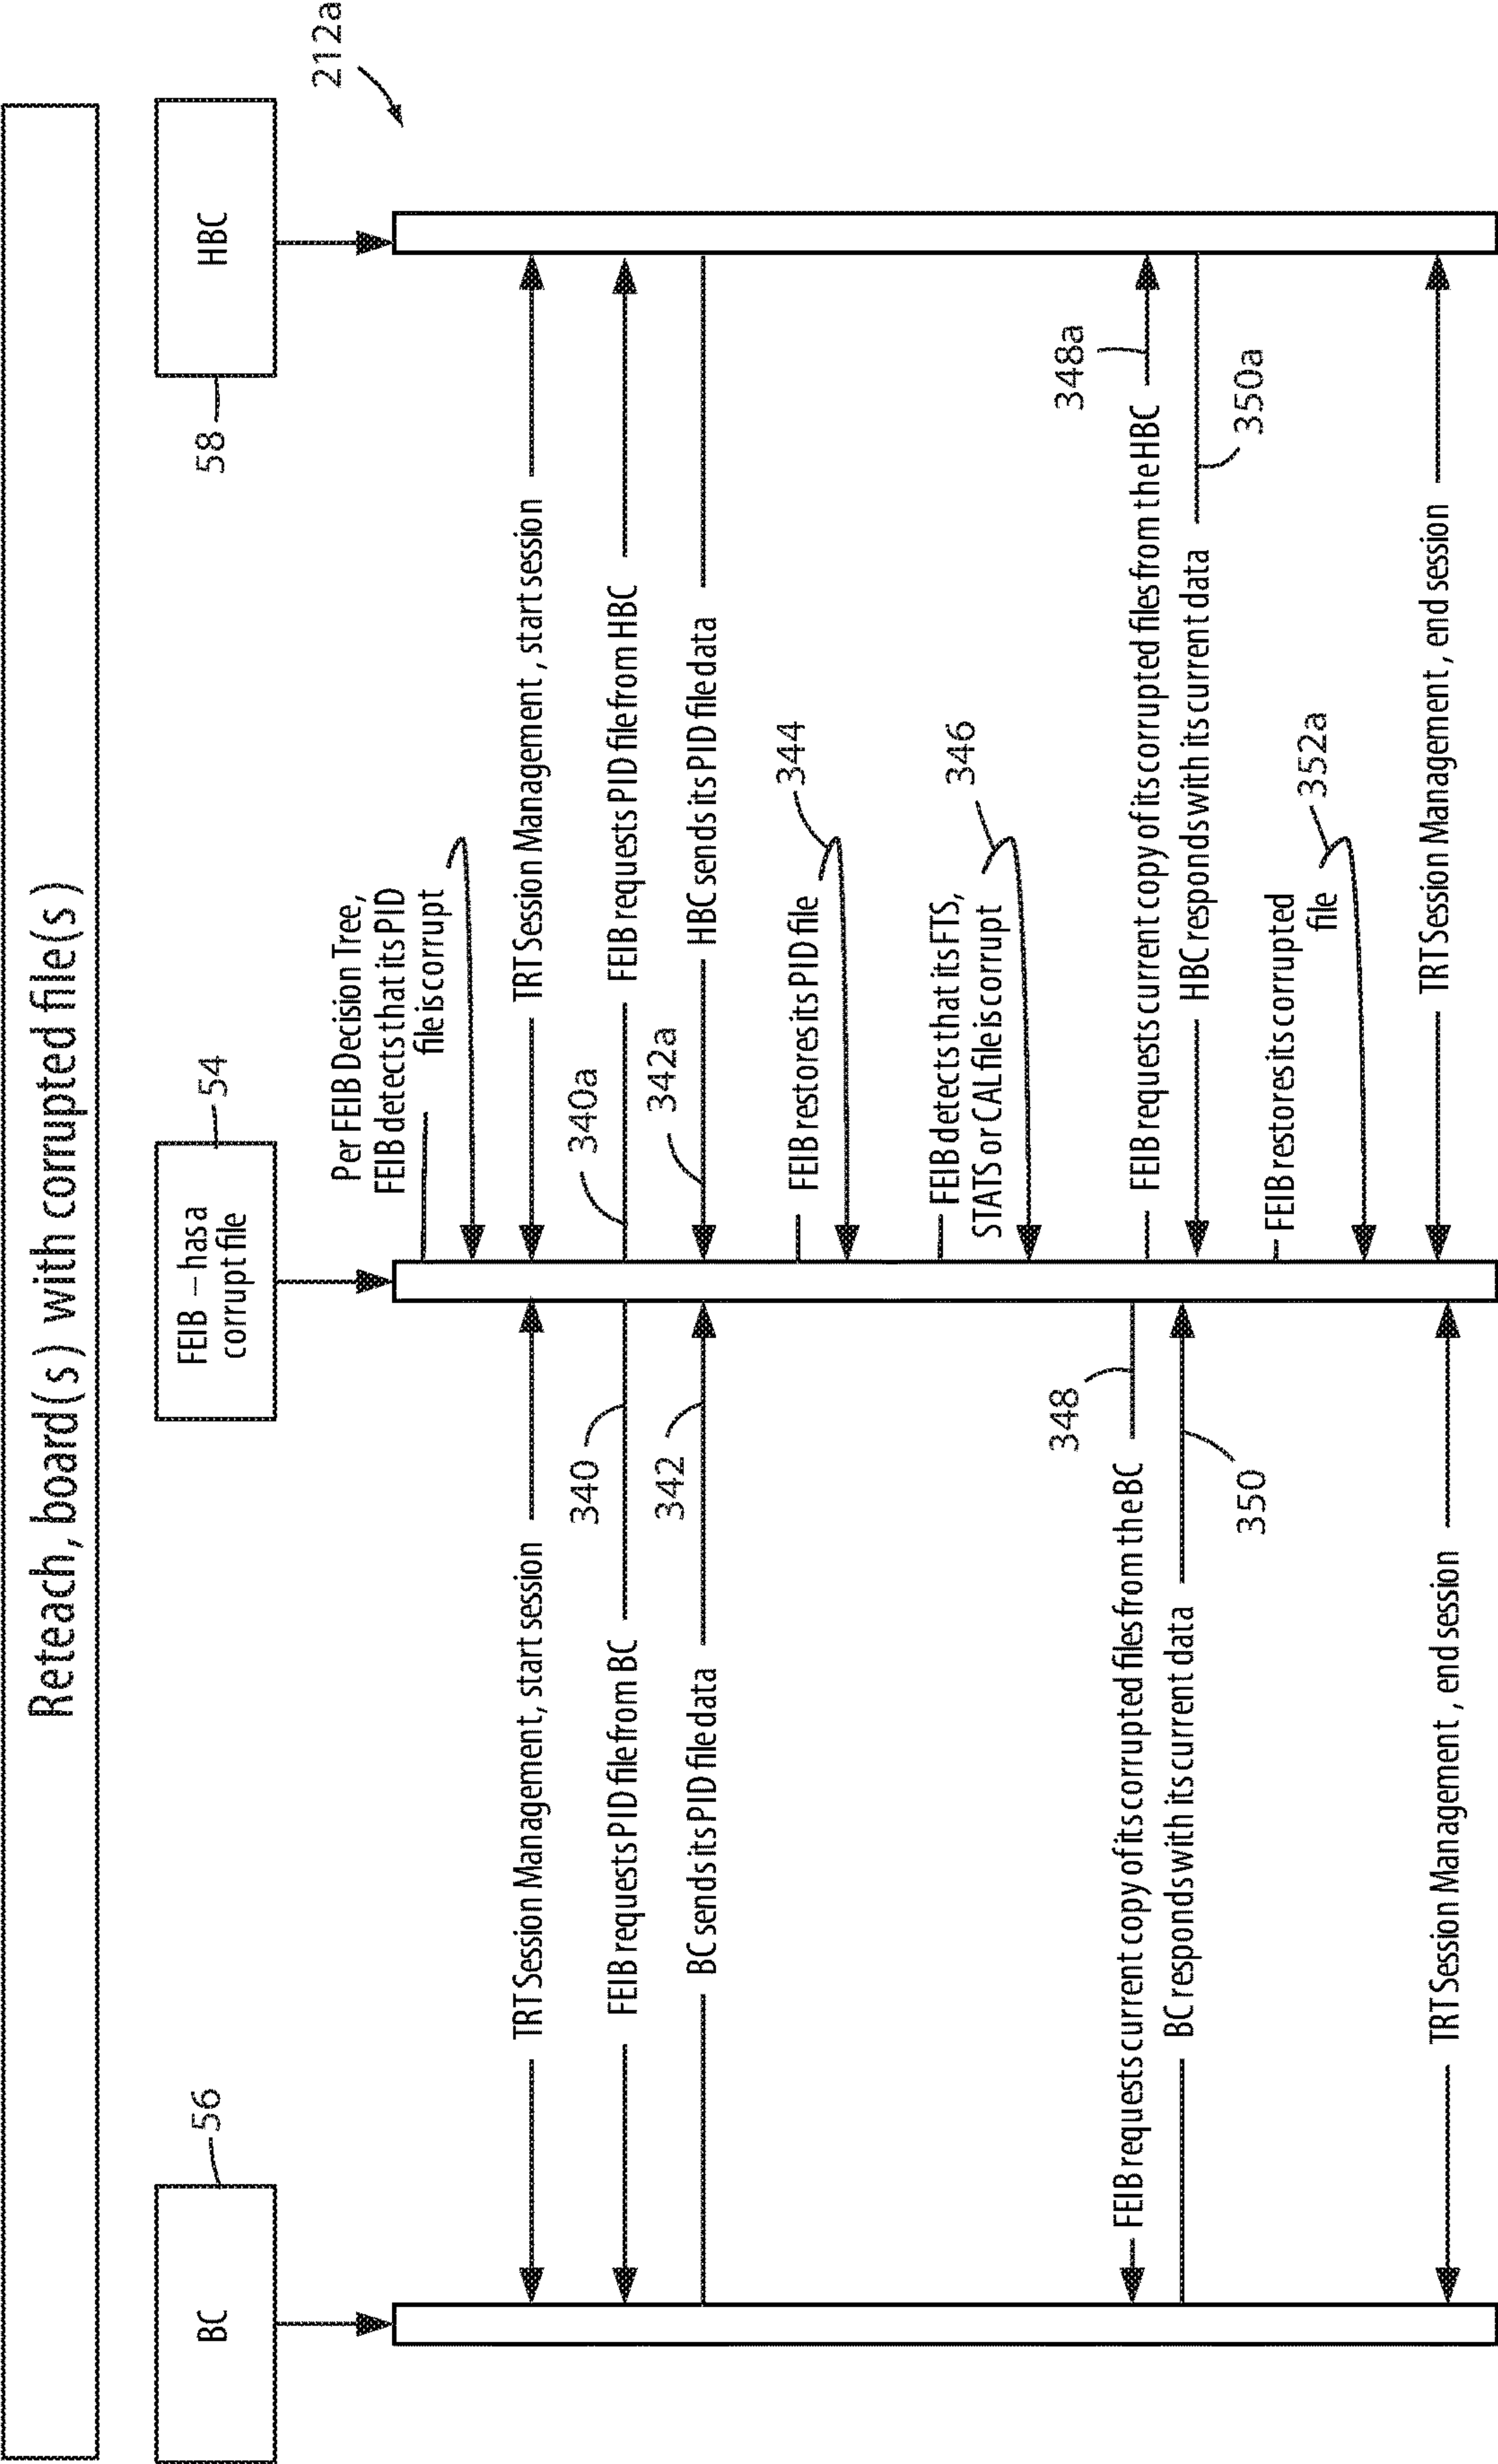 Reteach, board(s) with corrupted file(s)
BC
56
FEIB – has a
corrupt file
54
HBC
58
212a
Per FEIB Decision Tree,
FEIB detects that its PID
file is corrupt
TRT Session Management, start session
TRT Session Management, start session
340
340a
FEIB requests PID file from BC
FEIB requests PID file from HBC
342
342a
BC sends its PID file data
HBC sends its PID file data
FEIB restores its PID file
344
FEIB detects that its FTS,
STATS or CAL file is corrupt
346
348
348a
FEIB requests current copy of its corrupted files from the BC
FEIB requests current copy of its corrupted files from the HBC
BC responds with its current data
HBC responds with its current data
350
350a
FEIB restores its corrupted
file
352a
TRT Session Management, end session
TRT Session Management, end session